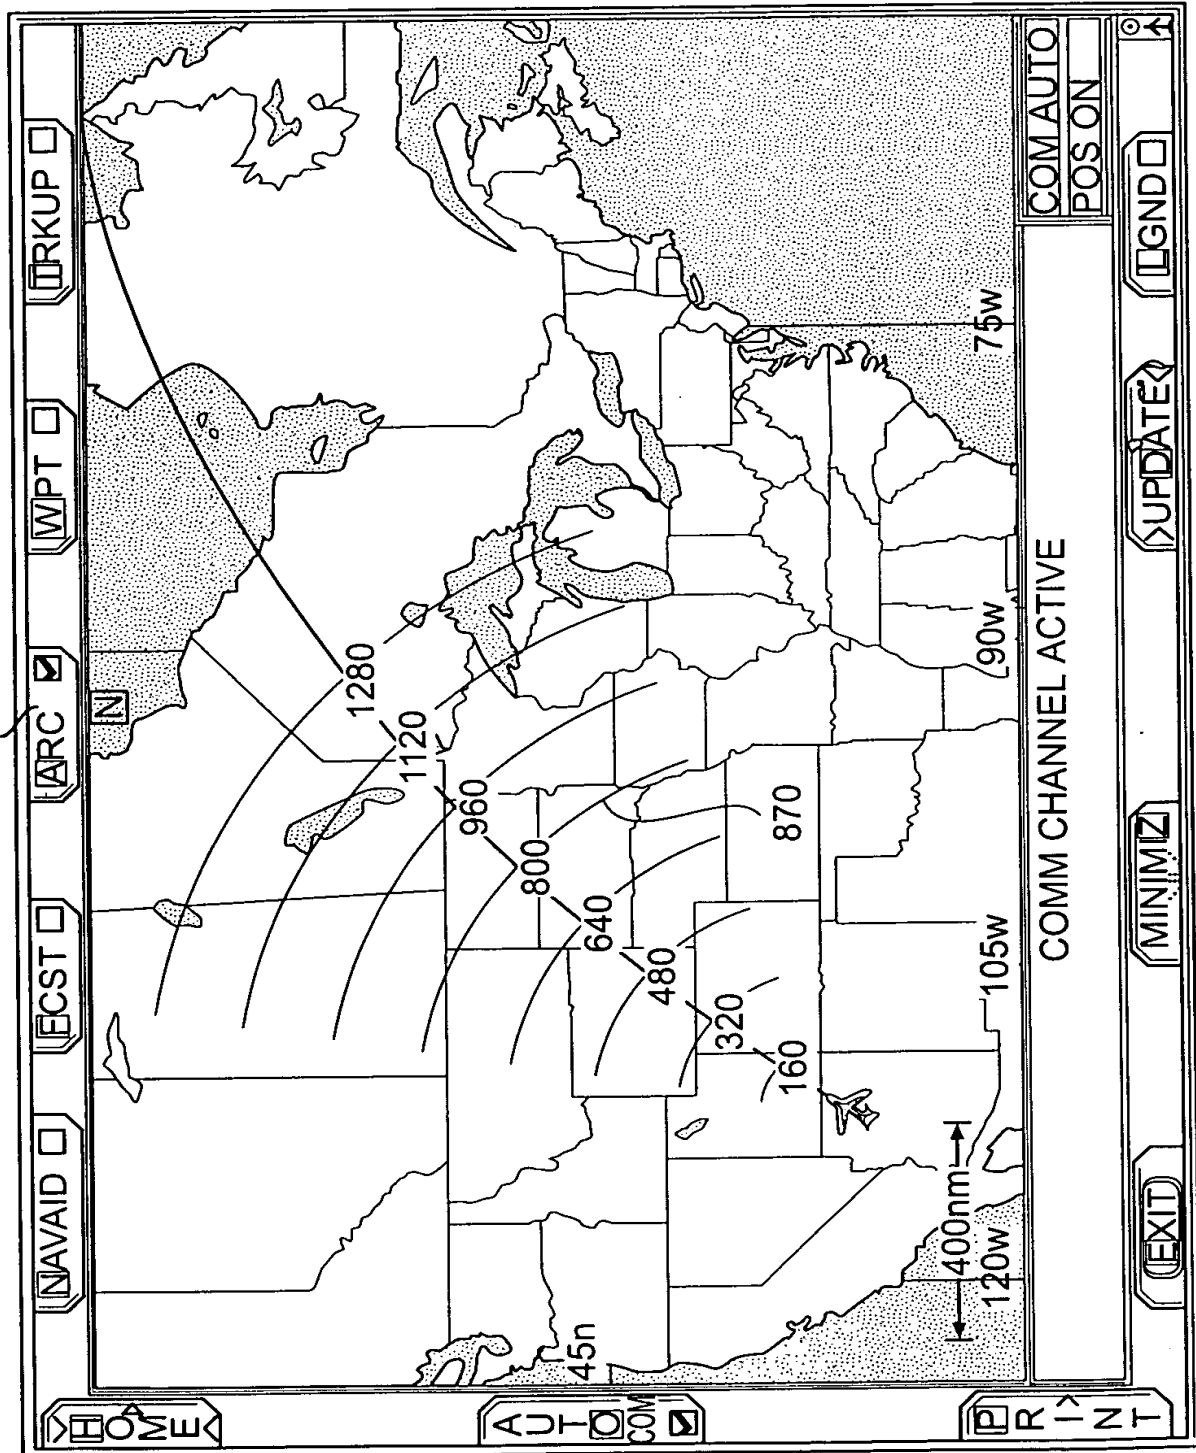 NAVAID
FCST
ARC
WPT
TRKUP
>HOME<
AUTO
COM
PRINT
N
1280
1120
960
800
640
480
320
160
870
45n
400nm
120w
105w
90w
75w
COMM CHANNEL ACTIVE
COM AUTO
POS ON
EXIT
MINIMIZ
>UPDATE<
LGND